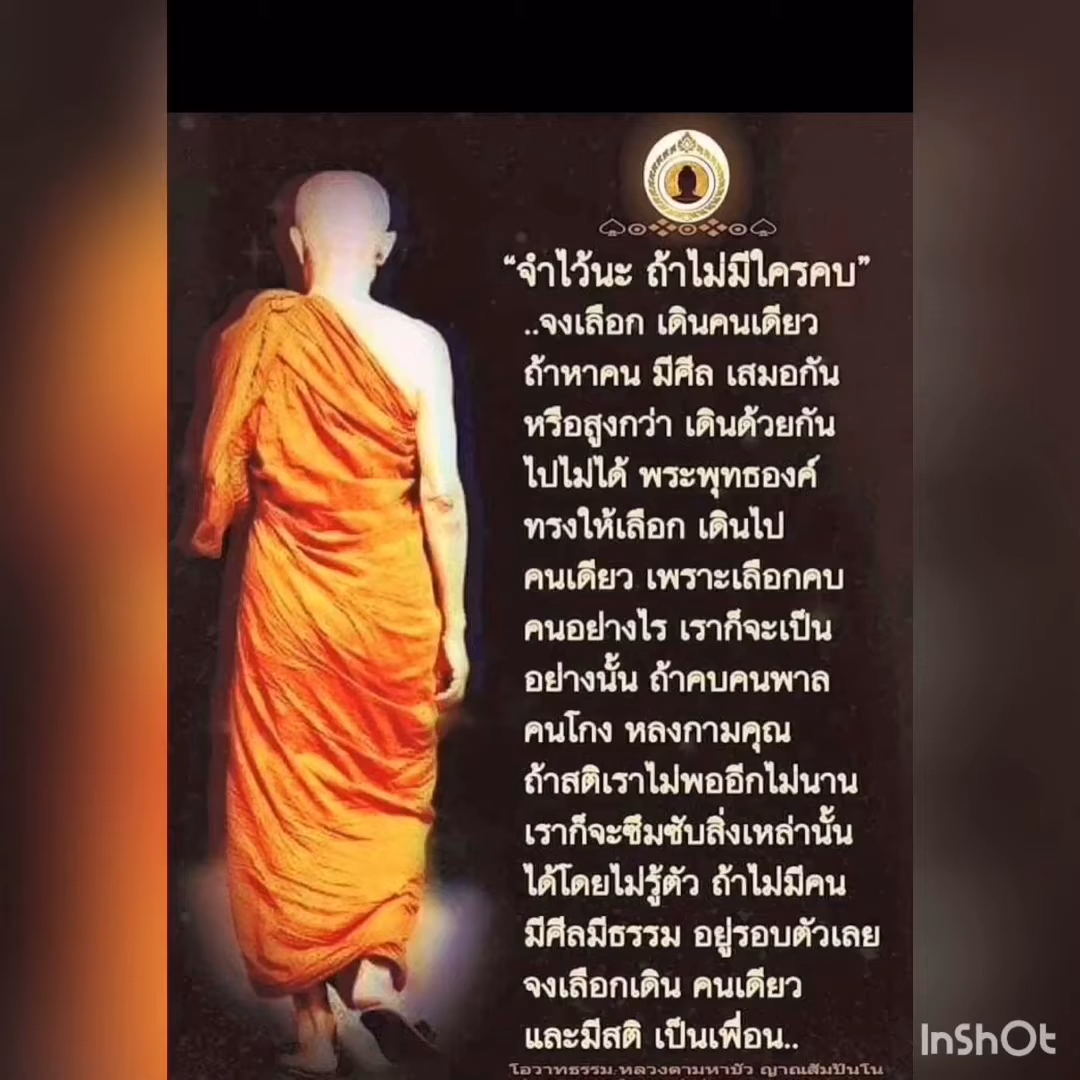 “จำไว้นะ ถ้าไม่มีใครคบ”
..จงเลือก เดินคนเดียว
ถ้าหาคน มีศีล เสมอกัน
หรือสูงกว่า เดินด้วยกัน
ไปไม่ได้ พระพุทธองค์
ทรงให้เลือก เดินไป
คนเดียว เพราะเลือกคบ
คนอย่างไร เราก็จะเป็น
อย่างนั้น ถ้าคบคนพาล
คนโกง หลงกามคุณ
ถ้าสติเราไม่พออีกไม่นาน
เราก็จะซึมซับสิ่งเหล่านั้น
ได้โดยไม่รู้ตัว ถ้าไม่มีคน
มีศีลมีธรรม อยู่รอบตัวเลย
จงเลือกเดิน คนเดียว
และมีสติ เป็นเพื่อน..
โอวาทธรรม หลวงตามหาบัว ญาณสัมปันโน
InShOt